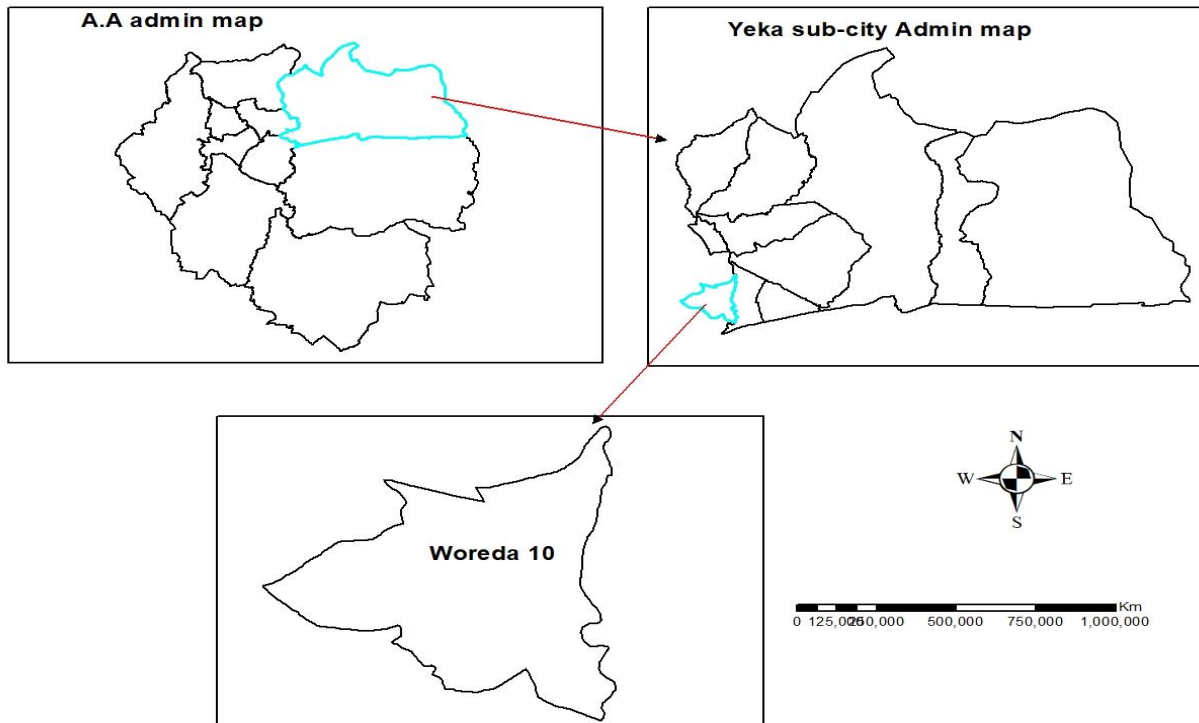 A.A admin map
Yeka sub-city Admin map
Woreda 10
N
W E
S
Km
0 125,000 250,000 500,000 750,000 1,000,000